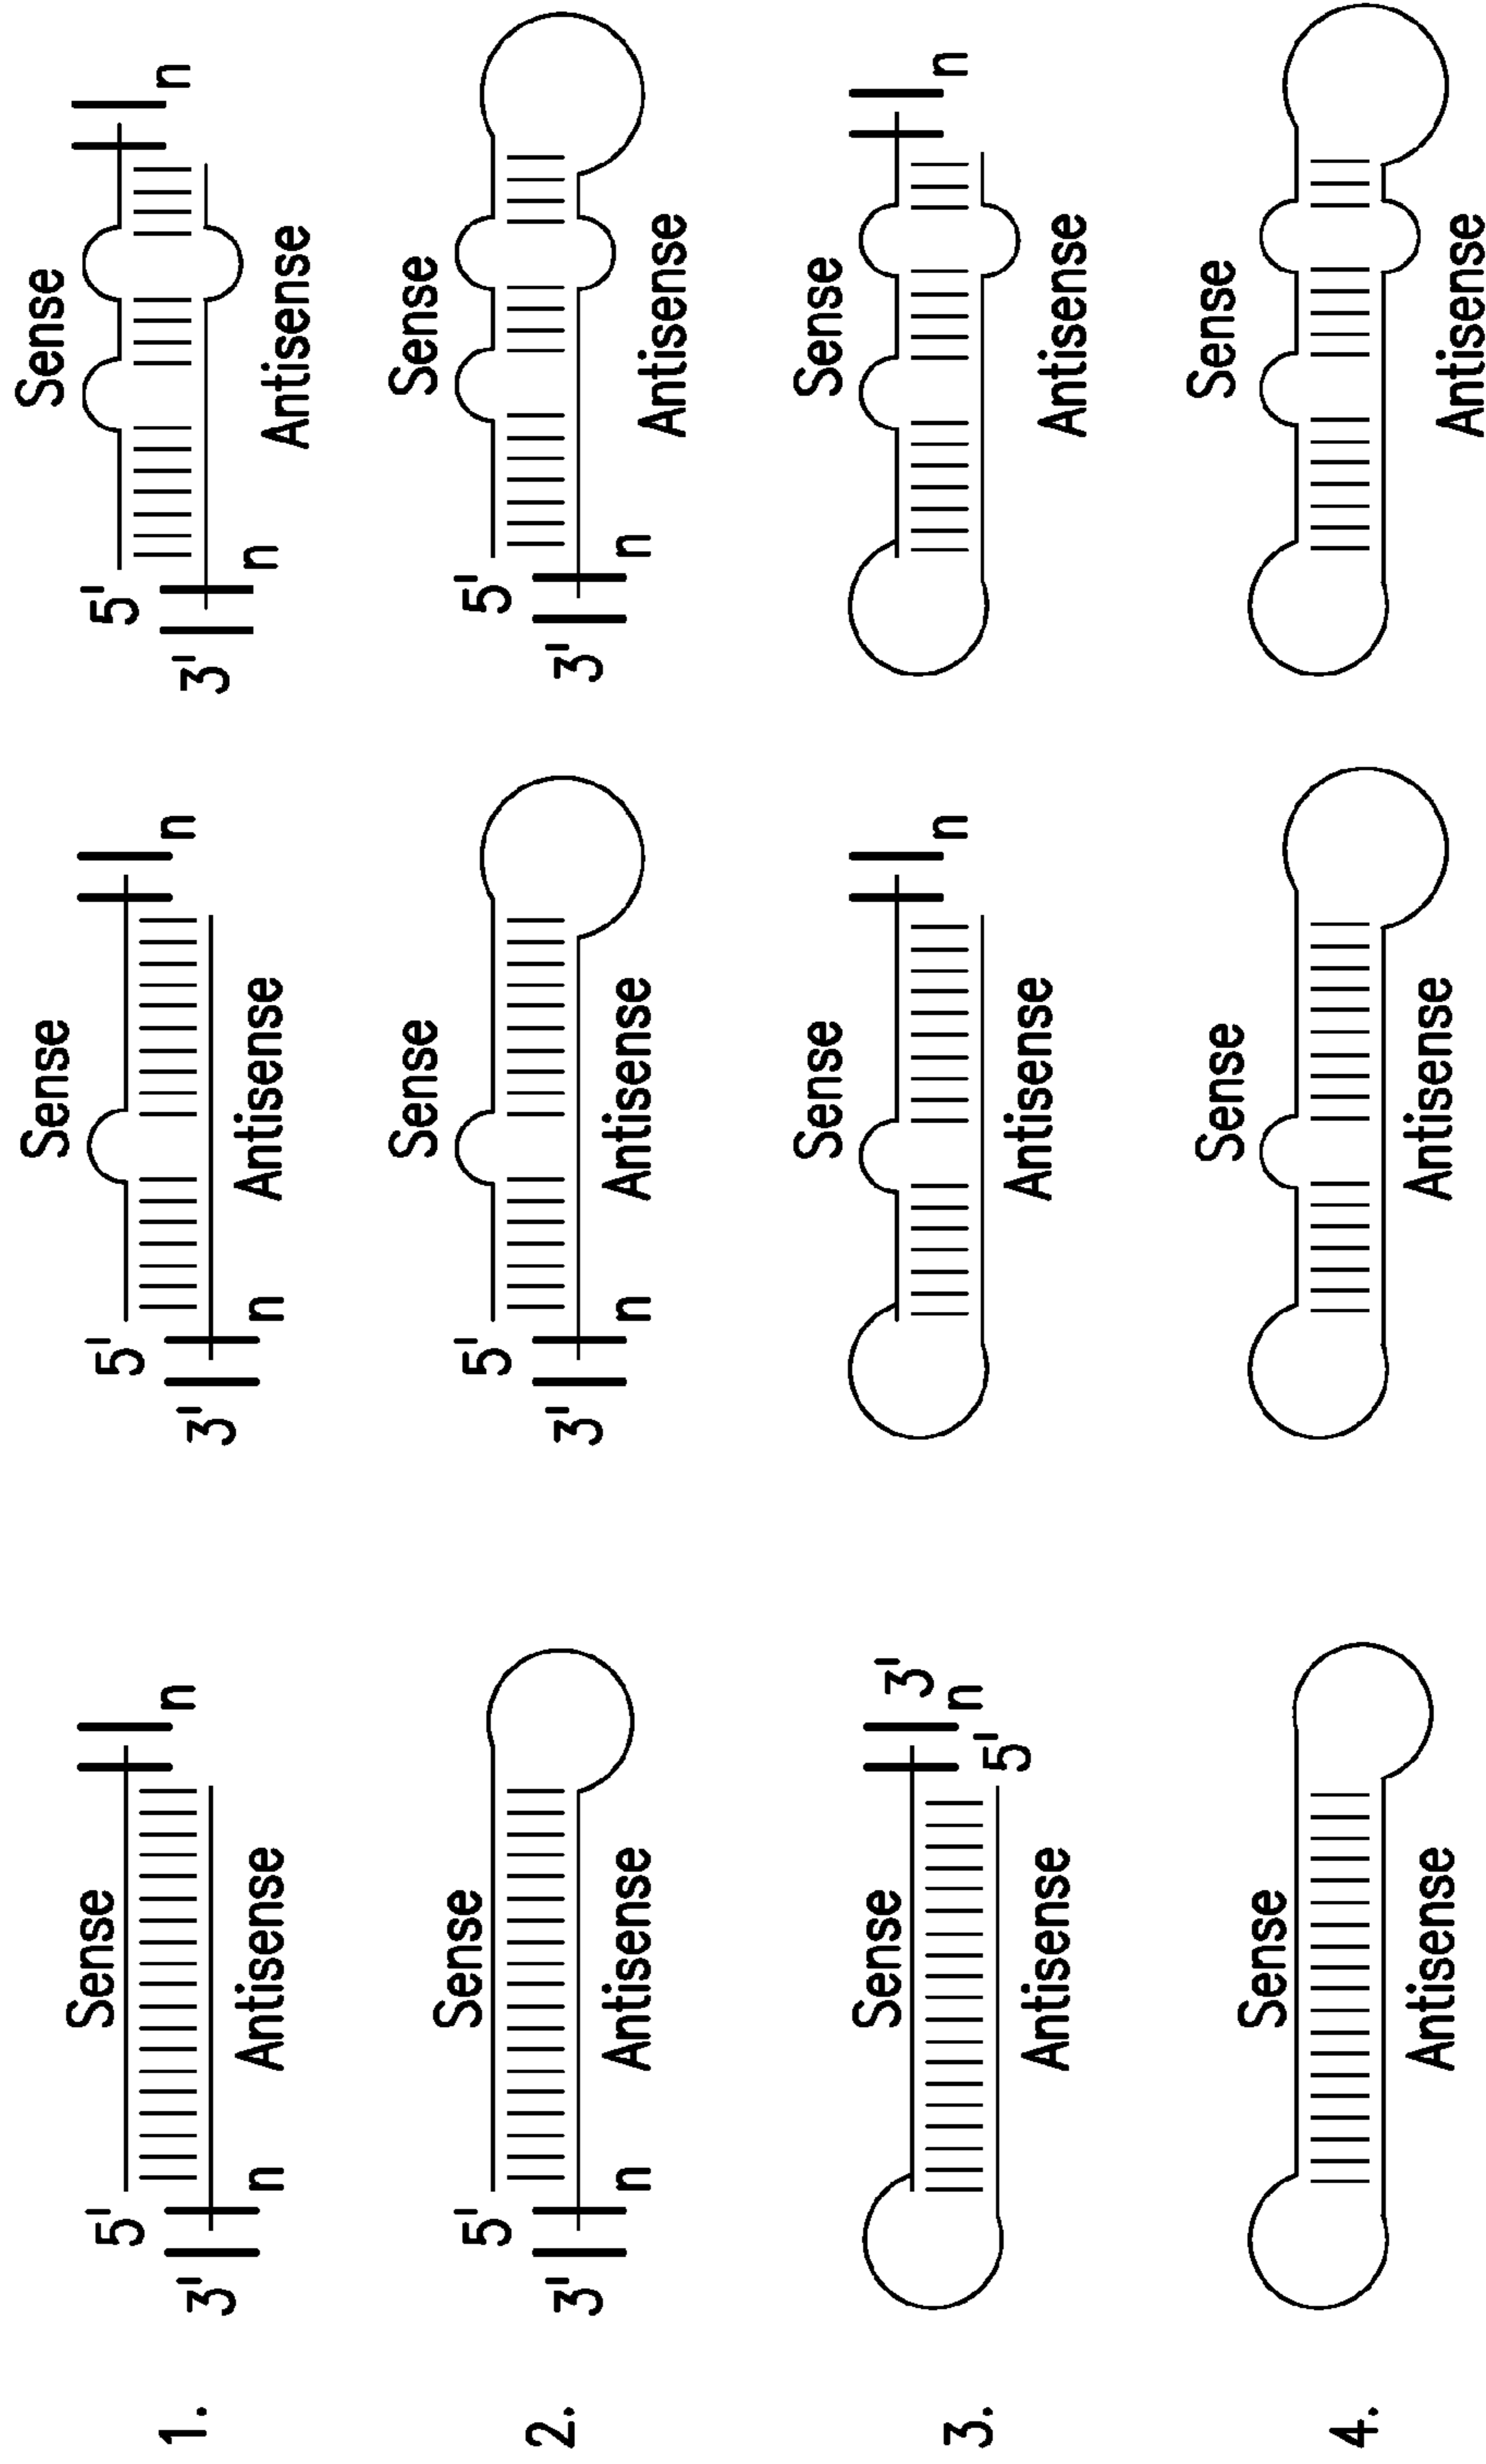 Sense Sense Sense
5' n 5' n 5' n
1. 3' n 3' n 3' n
Antisense Antisense Antisense
Sense Sense Sense
5' 5' 5'
2. 3' n 3' n 3' n
Antisense Antisense Antisense
Sense Sense Sense
3' n n n
3. 5'
Antisense Antisense Antisense
Sense Sense Sense
4.
Antisense Antisense Antisense